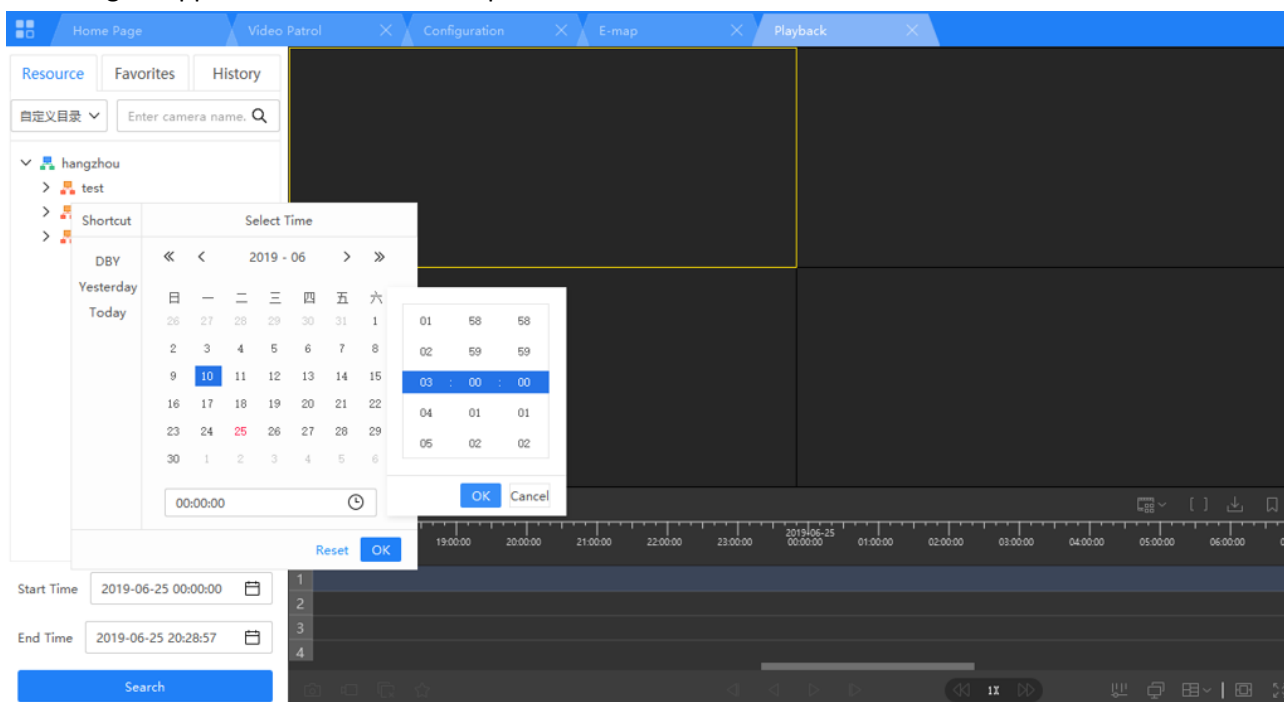 Home Page Video Patrol Configuration E-map Playback
Resource Favorites History
自定义目录 Enter camera name.
hangzhou
test
Shortcut Select Time
DBY
Yesterday
Today
« < 2019 - 06 > »
日 一 二 三 四 五 六
26 27 28 29 30 31 1
2 3 4 5 6 7 8
9 10 11 12 13 14 15
16 17 18 19 20 21 22
23 24 25 26 27 28 29
30 1 2 3 4 5 6
00:00:00
Reset OK
01 58 58
02 59 59
03 : 00 : 00
04 01 01
05 02 02
OK Cancel
2019-06-25
19:00:00 20:00:00 21:00:00 22:00:00 23:00:00 00:00:00 01:00:00 02:00:00 03:00:00 04:00:00 05:00:00 06:00:00
1
2
3
4
Start Time 2019-06-25 00:00:00
End Time 2019-06-25 20:28:57
Search
1X